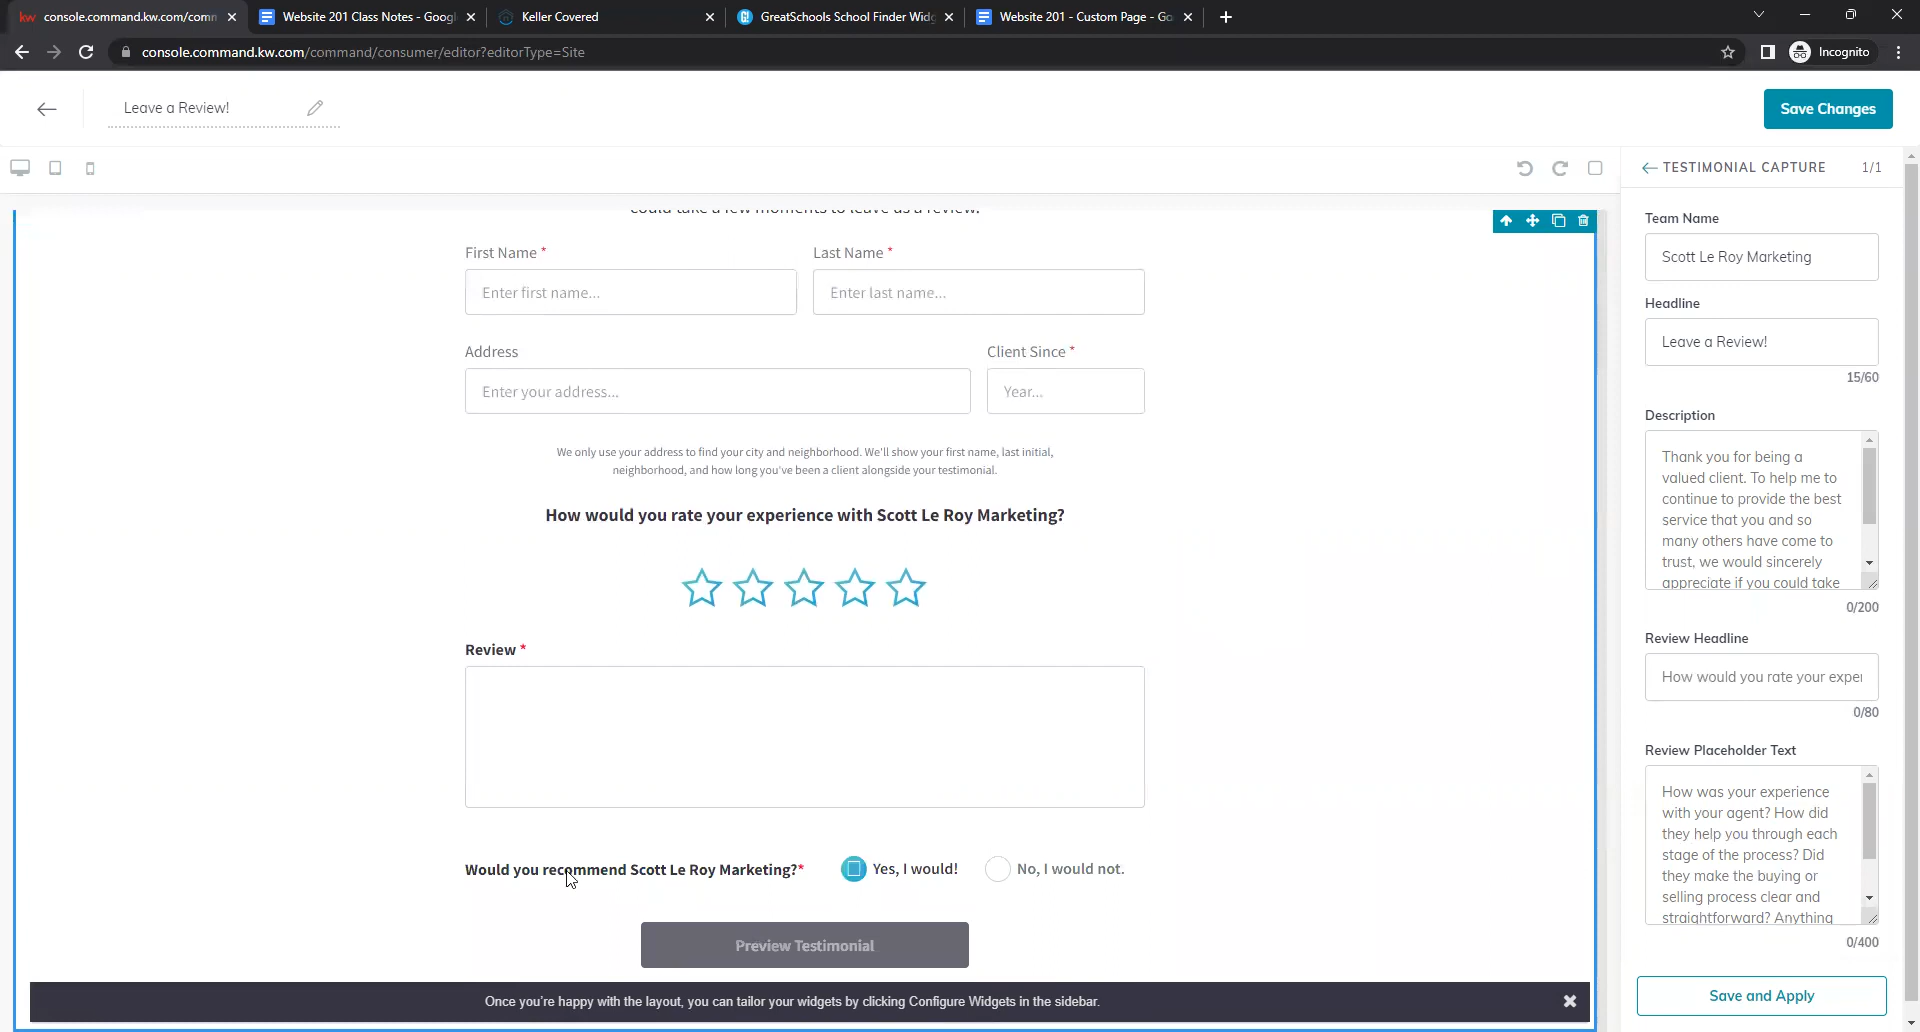 kw console.command.kw.com/comm
Website 201 Class Notes - Googl
Keller Covered
GreatSchools School Finder Widg
Website 201 - Custom Page - Go
console.command.kw.com/command/consumer/editor?editorType=Site
Incognito
Leave a Review!
Save Changes
TESTIMONIAL CAPTURE
1/1
could take a few moments to leave us a review.
First Name *
Last Name *
Enter first name...
Enter last name...
Address
Client Since *
Enter your address...
Year...
We only use your address to find your city and neighborhood. We'll show your first name, last initial,
neighborhood, and how long you've been a client alongside your testimonial.
How would you rate your experience with Scott Le Roy Marketing?
Review *
Would you recommend Scott Le Roy Marketing?*
Yes, I would!
No, I would not.
Preview Testimonial
Once you're happy with the layout, you can tailor your widgets by clicking Configure Widgets in the sidebar.
Team Name
Scott Le Roy Marketing
Headline
Leave a Review!
15/60
Description
Thank you for being a
valued client. To help me to
continue to provide the best
service that you and so
many others have come to
trust, we would sincerely
appreciate if you could take
0/200
Review Headline
How would you rate your exper
0/80
Review Placeholder Text
How was your experience
with your agent? How did
they help you through each
stage of the process? Did
they make the buying or
selling process clear and
straightforward? Anything
0/400
Save and Apply